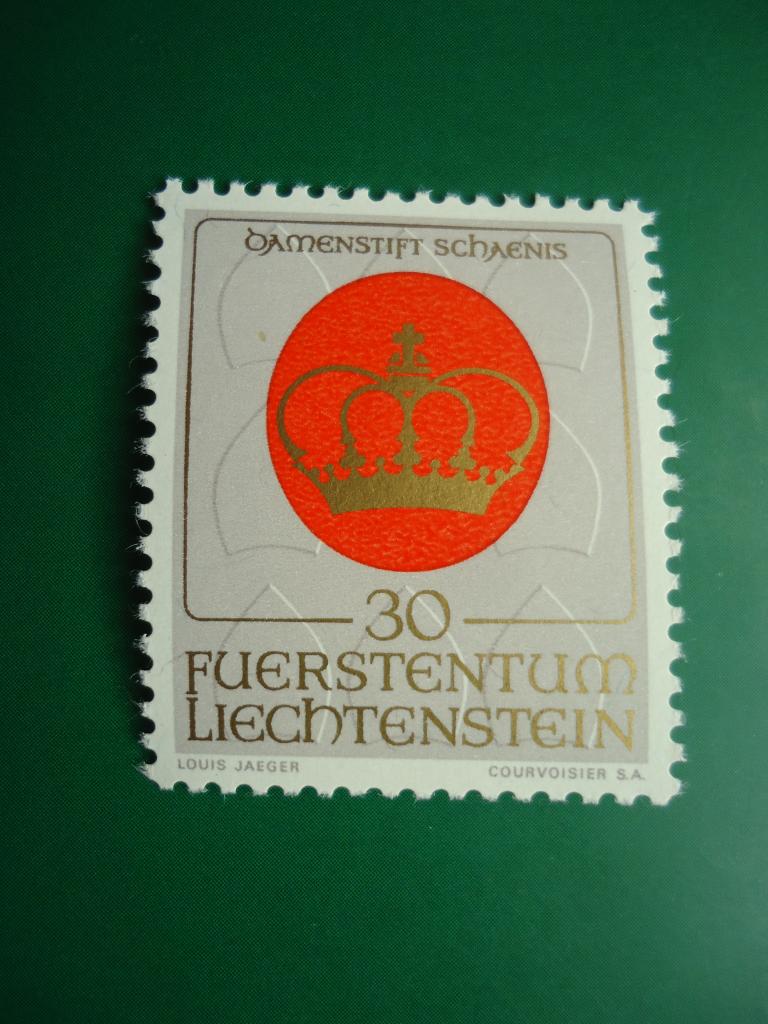 DAMENSTIFT SCHAENIS
30
FUERSTENTUM
LIECHTENSTEIN
LOUIS JAEGER
COURVOISIER S.A.